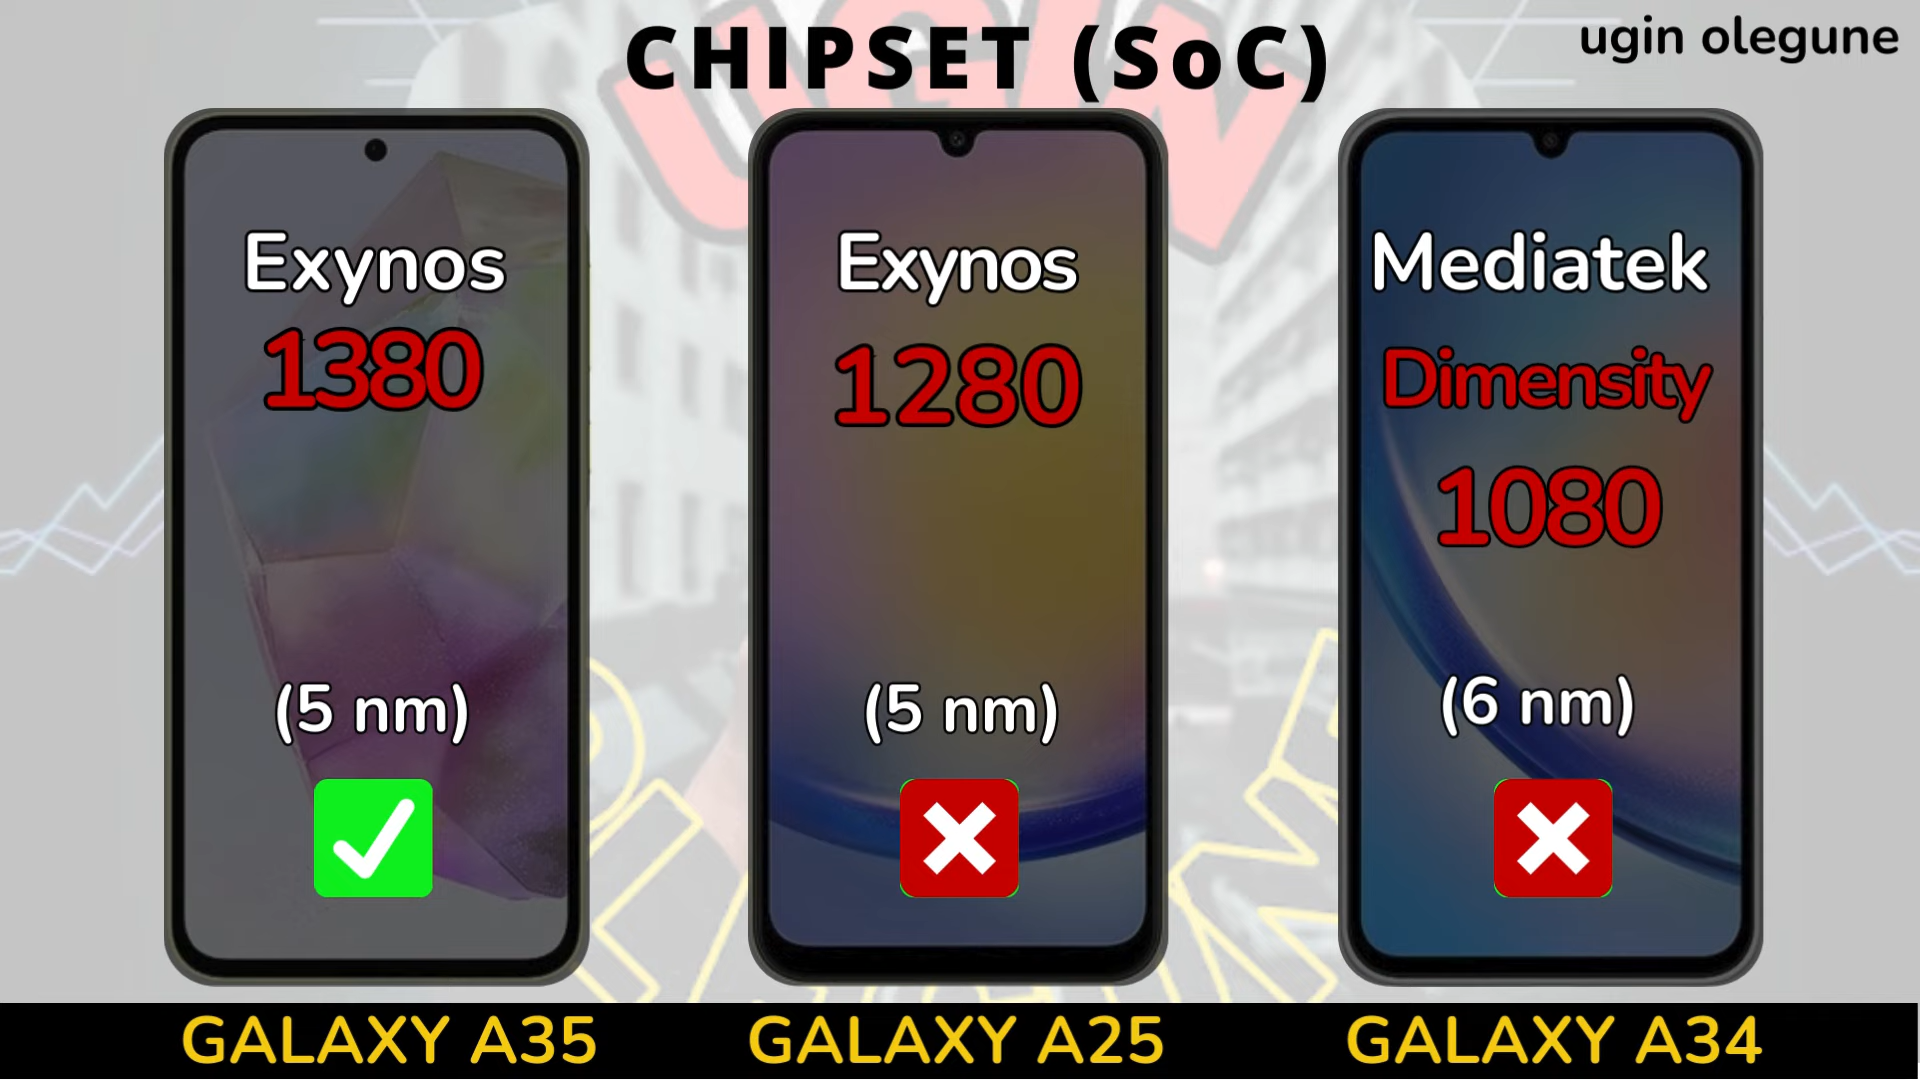 CHIPSET (SoC)
ugin olegune
UGIN
Exynos
1380
(5 nm)
Exynos
1280
(5 nm)
Mediatek
Dimensity
1080
(6 nm)
GALAXY A35
GALAXY A25
GALAXY A34